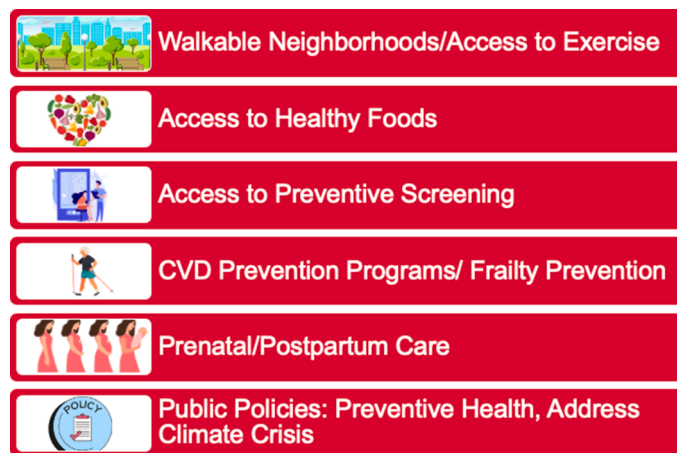 Walkable Neighborhoods/Access to Exercise
Access to Healthy Foods
Access to Preventive Screening
CVD Prevention Programs/ Frailty Prevention
Prenatal/Postpartum Care
POLICY
Public Policies: Preventive Health, Address
Climate Crisis